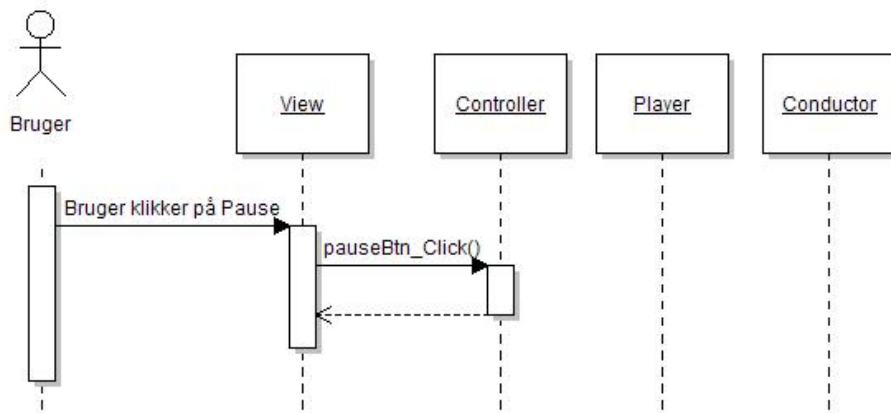 Bruger
View
Controller
Player
Conductor
Bruger klikker på Pause
pauseBtn_Click()